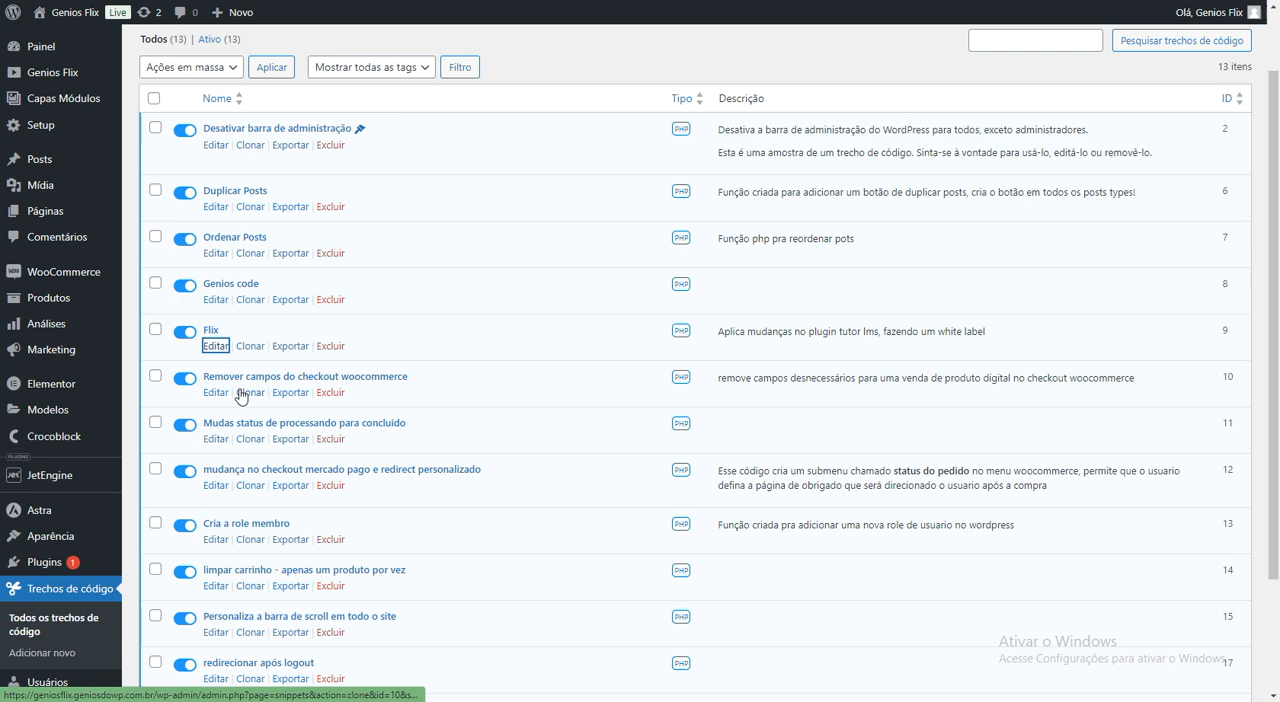 Genios Flix Live 2 0 Novo Olá, Genios Flix
Painel
Genios Flix
Capas Módulos
Setup
Posts
Mídia
Páginas
Comentários
WooCommerce
Produtos
Análises
Marketing
Elementor
Modelos
Crocoblock
PLUGINS
JetEngine
Astra
Aparência
Plugins 1
Trechos de código
Todos os trechos de
código
Adicionar novo
Usuários
Todos (13) | Ativo (13)
Pesquisar trechos de código
Ações em massa Aplicar Mostrar todas as tags Filtro 13 itens
Nome Tipo Descrição ID
Desativar barra de administração PHP Desativa a barra de administração do WordPress para todos, exceto administradores. 2
Editar | Clonar | Exportar | Excluir
Esta é uma amostra de um trecho de código. Sinta-se à vontade para usá-lo, editá-lo ou removê-lo.
Duplicar Posts PHP Função criada para adicionar um botão de duplicar posts, cria o botão em todos os posts types! 6
Editar | Clonar | Exportar | Excluir
Ordenar Posts PHP Função php pra reordenar pots 7
Editar | Clonar | Exportar | Excluir
Genios code PHP 8
Editar | Clonar | Exportar | Excluir
Flix PHP Aplica mudanças no plugin tutor lms, fazendo um white label 9
Editar | Clonar | Exportar | Excluir
Remover campos do checkout woocommerce PHP remove campos desnecessários para uma venda de produto digital no checkout woocommerce 10
Editar | Clonar | Exportar | Excluir
Mudas status de processando para concluido PHP 11
Editar | Clonar | Exportar | Excluir
mudança no checkout mercado pago e redirect personalizado PHP Esse código cria um submenu chamado status do pedido no menu woocommerce, permite que o usuario 12
Editar | Clonar | Exportar | Excluir defina a página de obrigado que será direcionado o usuario após a compra
Cria a role membro PHP Função criada pra adicionar uma nova role de usuario no wordpress 13
Editar | Clonar | Exportar | Excluir
limpar carrinho - apenas um produto por vez PHP 14
Editar | Clonar | Exportar | Excluir
Personaliza a barra de scroll em todo o site PHP 15
Editar | Clonar | Exportar | Excluir
redirecionar após logout PHP 17
Editar | Clonar | Exportar | Excluir
Ativar o Windows
Acesse Configurações para ativar o Windows.
https://geniosflix.geniosdowp.com.br/wp-admin/admin.php?page=snippets&action=clone&id=10&s...